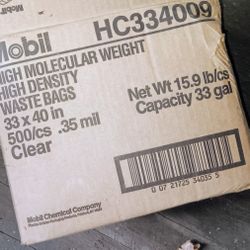 Mobil
HC334009
HIGH MOLECULAR WEIGHT
HIGH DENSITY
WASTE BAGS
33 x 40 in
500/cs .35 mil
Clear
Net Wt 15.9 lb/cs
Capacity 33 gal
Mobil Chemical Company
0 07 21725 34035 5